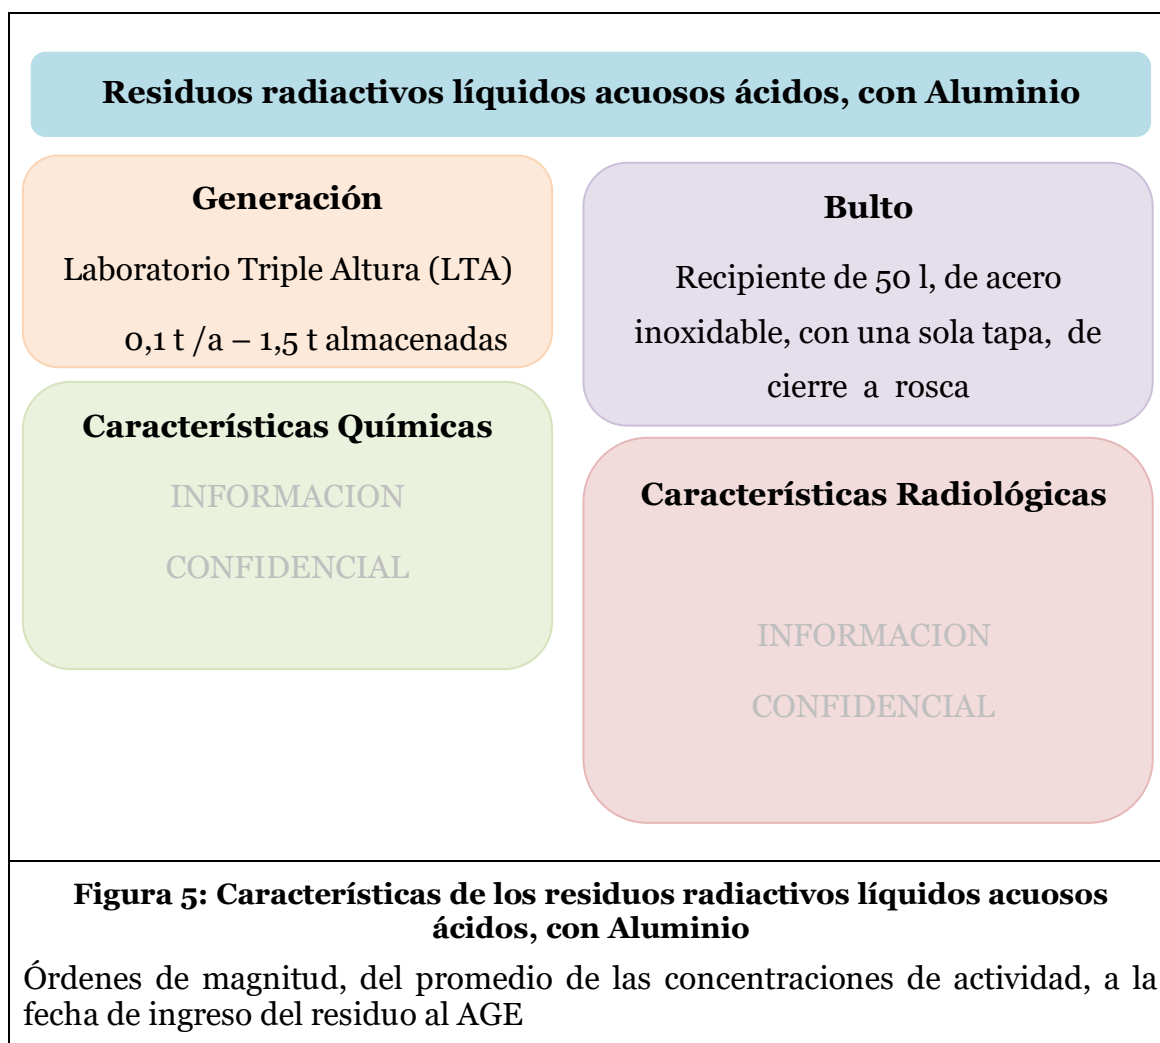 Residuos radiactivos líquidos acuosos ácidos, con Aluminio
Generación
Laboratorio Triple Altura (LTA)
0,1 t /a – 1,5 t almacenadas
Bulto
Recipiente de 50 l, de acero
inoxidable, con una sola tapa, de
cierre a rosca
Características Químicas
INFORMACION
CONFIDENCIAL
Características Radiológicas
INFORMACION
CONFIDENCIAL
Figura 5: Características de los residuos radiactivos líquidos acuosos
ácidos, con Aluminio
Órdenes de magnitud, del promedio de las concentraciones de actividad, a la
fecha de ingreso del residuo al AGE